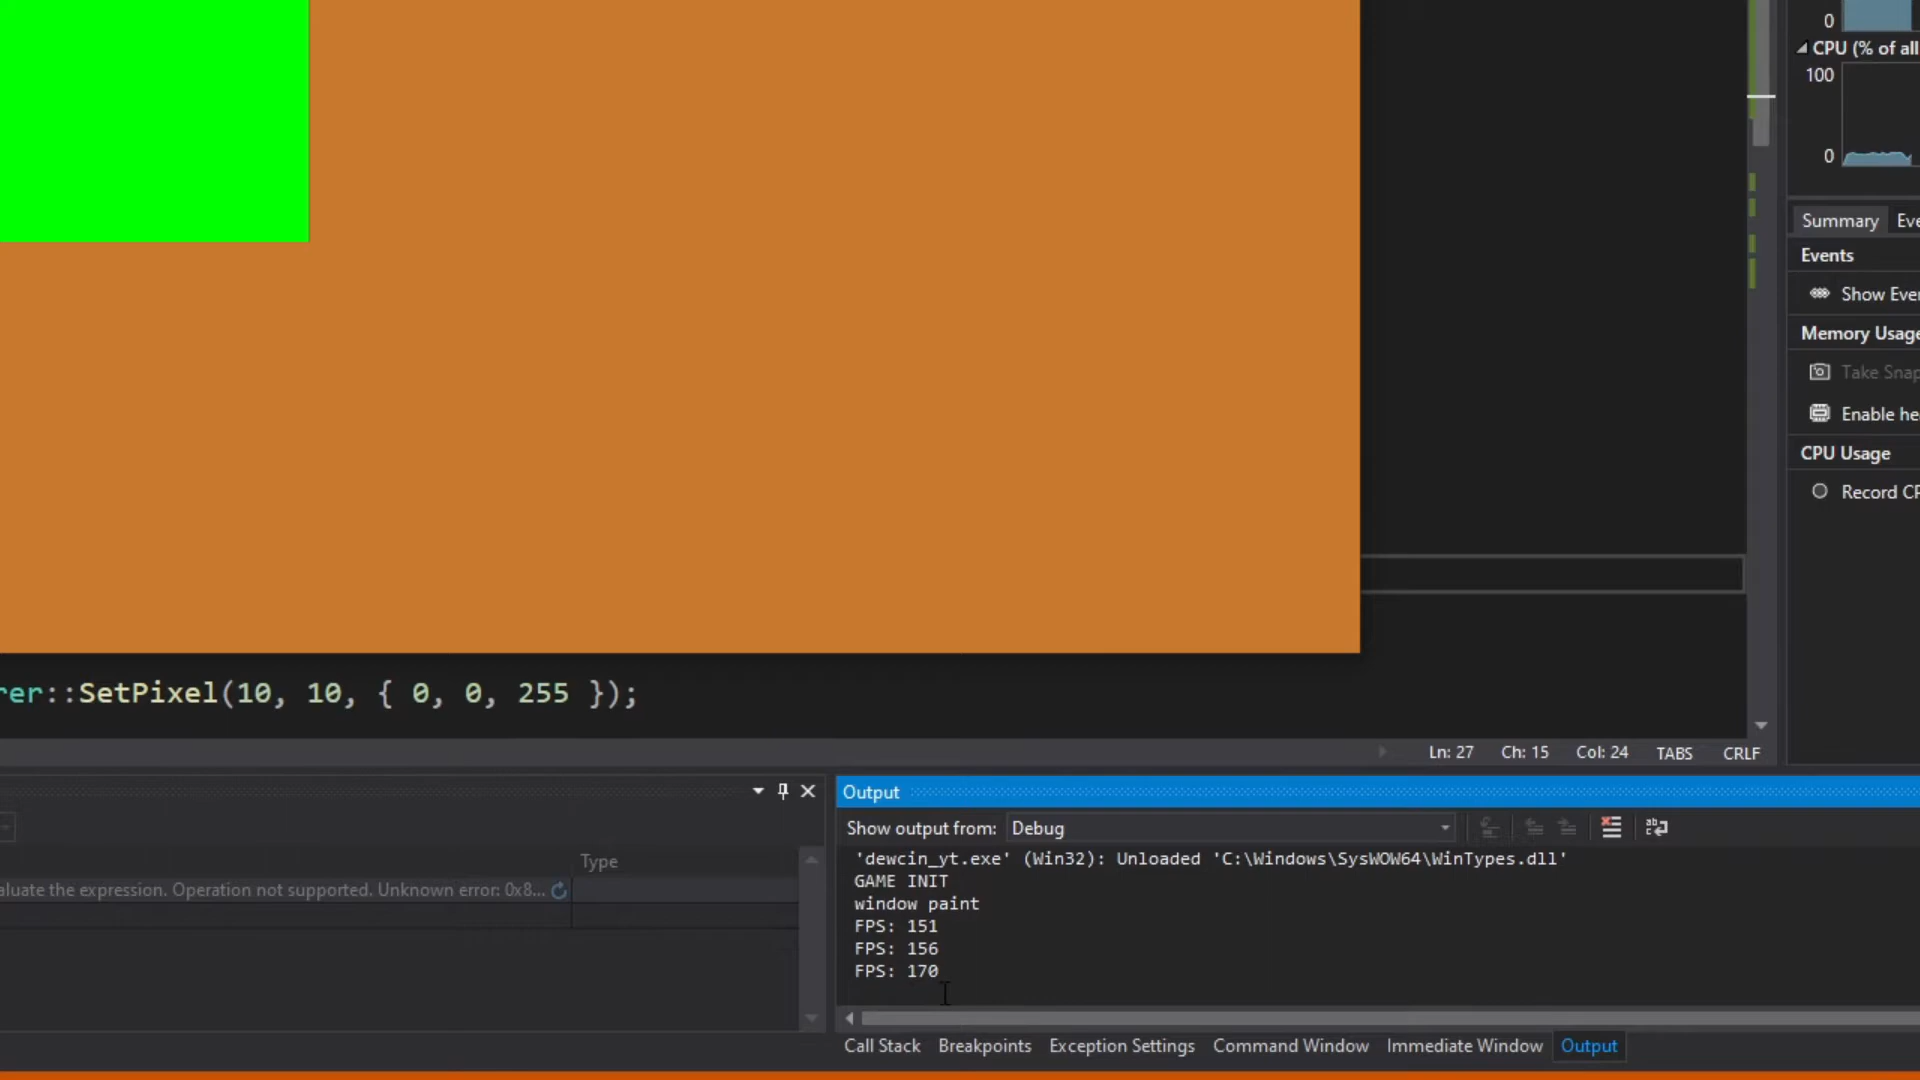 0
CPU (% of all
100
0
Summary
Eve
Events
Show Even
Memory Usage
Take Snap
Enable he
CPU Usage
Record CP
rer::SetPixel(10, 10, { 0, 0, 255 });
Ln: 27 Ch: 15 Col: 24 TABS CRLF
Type
aluate the expression. Operation not supported. Unknown error: 0x8...
Output
Show output from: Debug
'dewcin_yt.exe' (Win32): Unloaded 'C:\Windows\SysWOW64\WinTypes.dll'
GAME INIT
window paint
FPS: 151
FPS: 156
FPS: 170
Call Stack Breakpoints Exception Settings Command Window Immediate Window Output